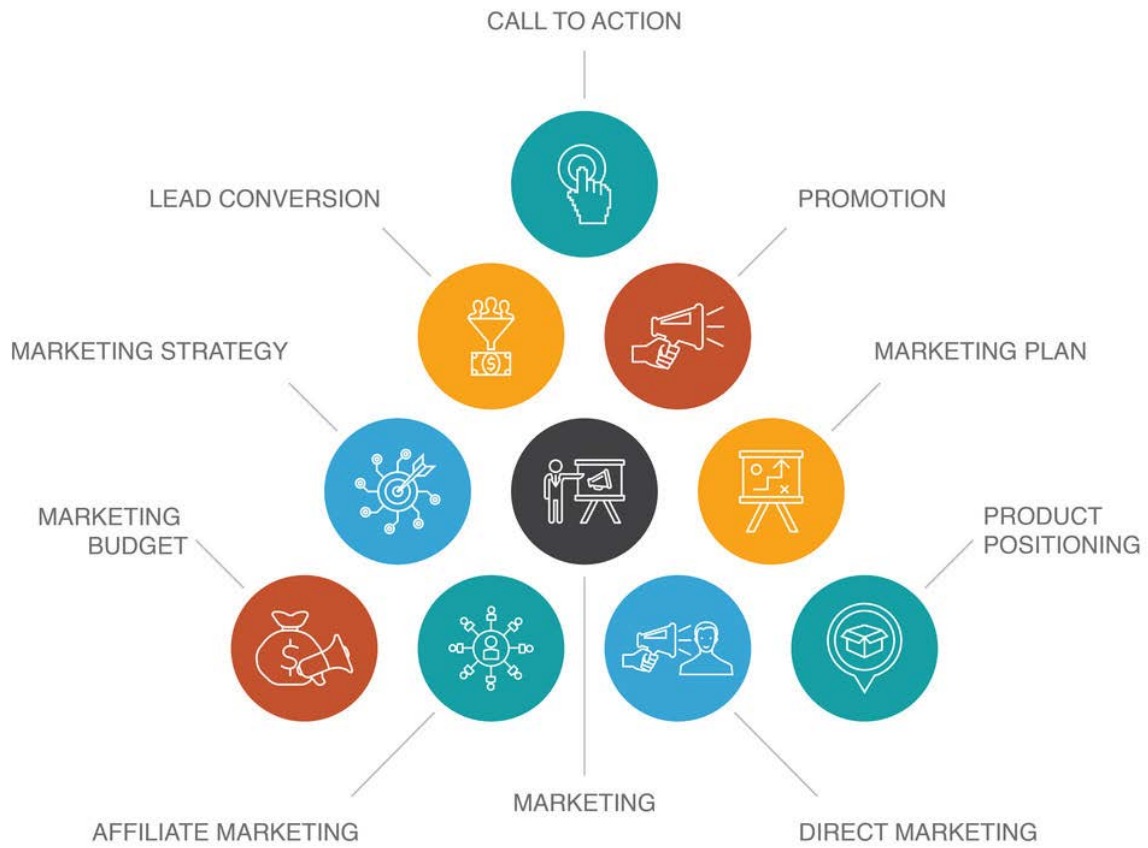 CALL TO ACTION
LEAD CONVERSION
PROMOTION
MARKETING STRATEGY
MARKETING PLAN
MARKETING
BUDGET
PRODUCT
POSITIONING
$
$
MARKETING
AFFILIATE MARKETING
DIRECT MARKETING